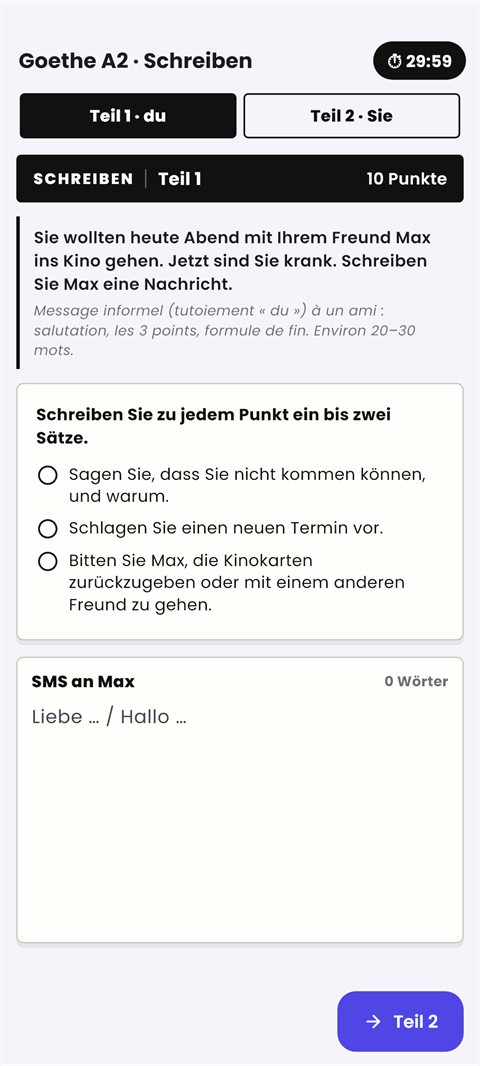 Goethe A2 · Schreiben
⏱ 29:59
Teil 1 · du
Teil 2 · Sie
SCHREIBEN | Teil 1
10 Punkte
Sie wollten heute Abend mit Ihrem Freund Max
ins Kino gehen. Jetzt sind Sie krank. Schreiben
Sie Max eine Nachricht.
Message informel (tutoiement « du ») à un ami :
salutation, les 3 points, formule de fin. Environ 20–30
mots.
Schreiben Sie zu jedem Punkt ein bis zwei
Sätze.
Sagen Sie, dass Sie nicht kommen können,
und warum.
Schlagen Sie einen neuen Termin vor.
Bitten Sie Max, die Kinokarten
zurückzugeben oder mit einem anderen
Freund zu gehen.
SMS an Max
0 Wörter
Liebe … / Hallo …
→ Teil 2